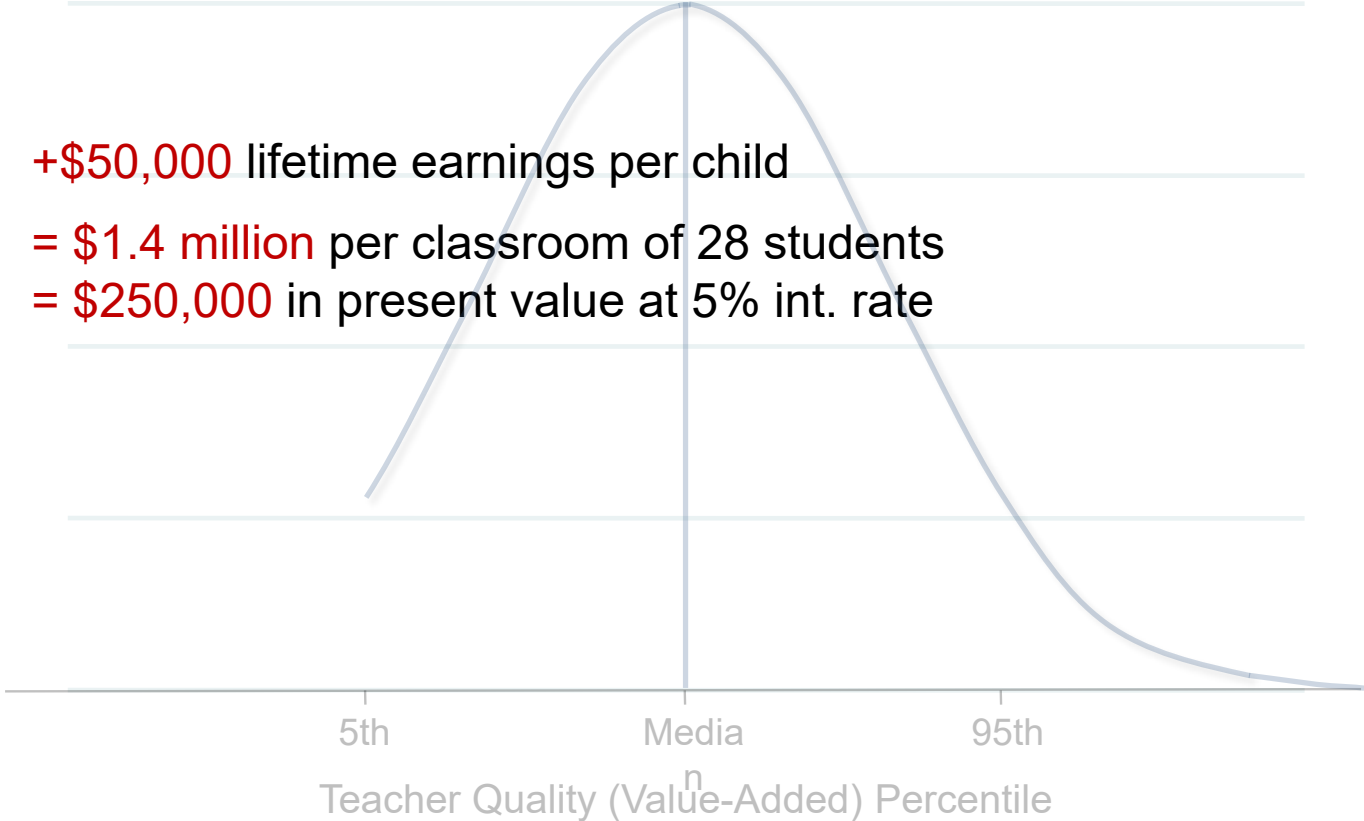 +$50,000 lifetime earnings per child
= $1.4 million per classroom of 28 students
= $250,000 in present value at 5% int. rate
5th Media 95th
n
Teacher Quality (Value-Added) Percentile